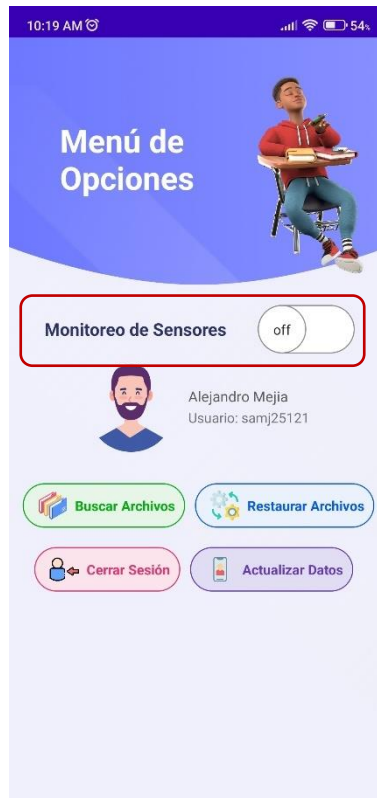 10:19 AM
54%
Menú de
Opciones
Monitoreo de Sensores
off
Alejandro Mejia
Usuario: samj25121
Buscar Archivos
Restaurar Archivos
Cerrar Sesión
Actualizar Datos